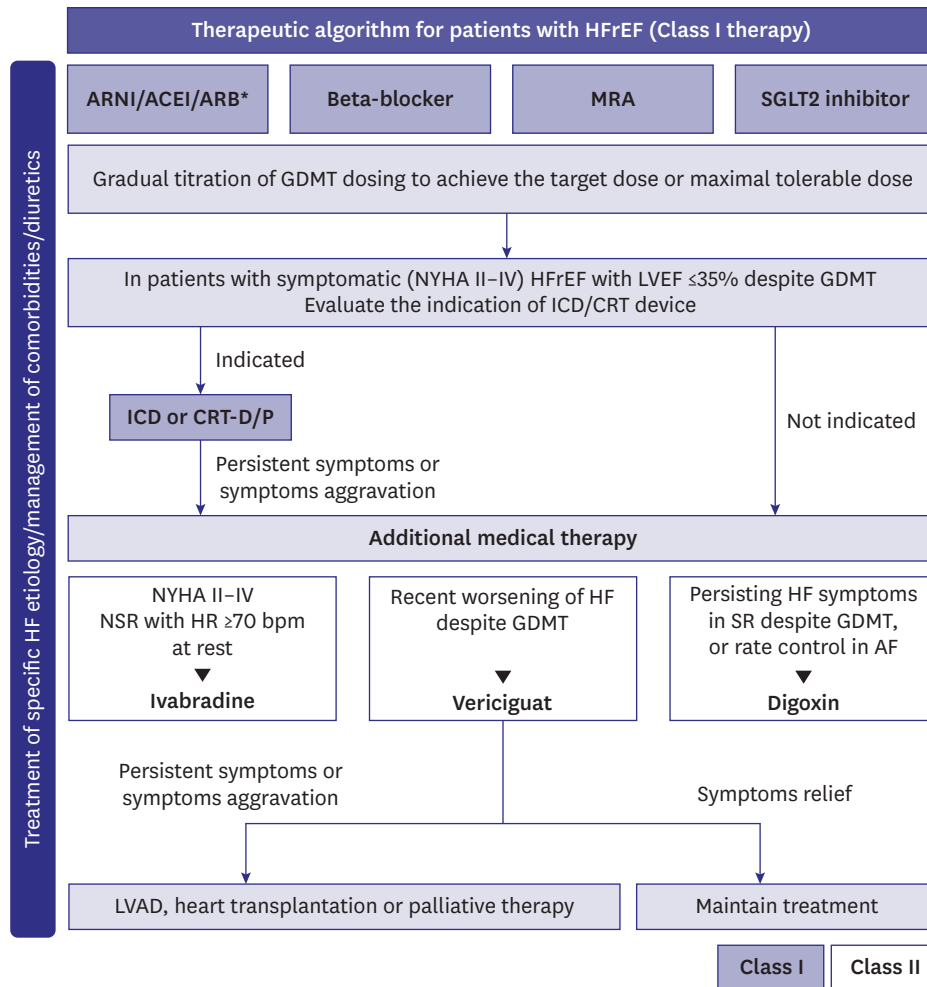 Therapeutic algorithm for patients with HFrEF (Class I therapy)
Treatment of specific HF etiology/management of comorbidities/diuretics
ARNI/ACEI/ARB*
Beta-blocker
MRA
SGLT2 inhibitor
Gradual titration of GDMT dosing to achieve the target dose or maximal tolerable dose
In patients with symptomatic (NYHA II–IV) HFrEF with LVEF ≤35% despite GDMT
Evaluate the indication of ICD/CRT device
Indicated
ICD or CRT-D/P
Not indicated
Persistent symptoms or
symptoms aggravation
Additional medical therapy
NYHA II–IV
NSR with HR ≥70 bpm
at rest
Ivabradine
Recent worsening of HF
despite GDMT
Vericiguat
Persisting HF symptoms
in SR despite GDMT,
or rate control in AF
Digoxin
Persistent symptoms or
symptoms aggravation
Symptoms relief
LVAD, heart transplantation or palliative therapy
Maintain treatment
Class I
Class II